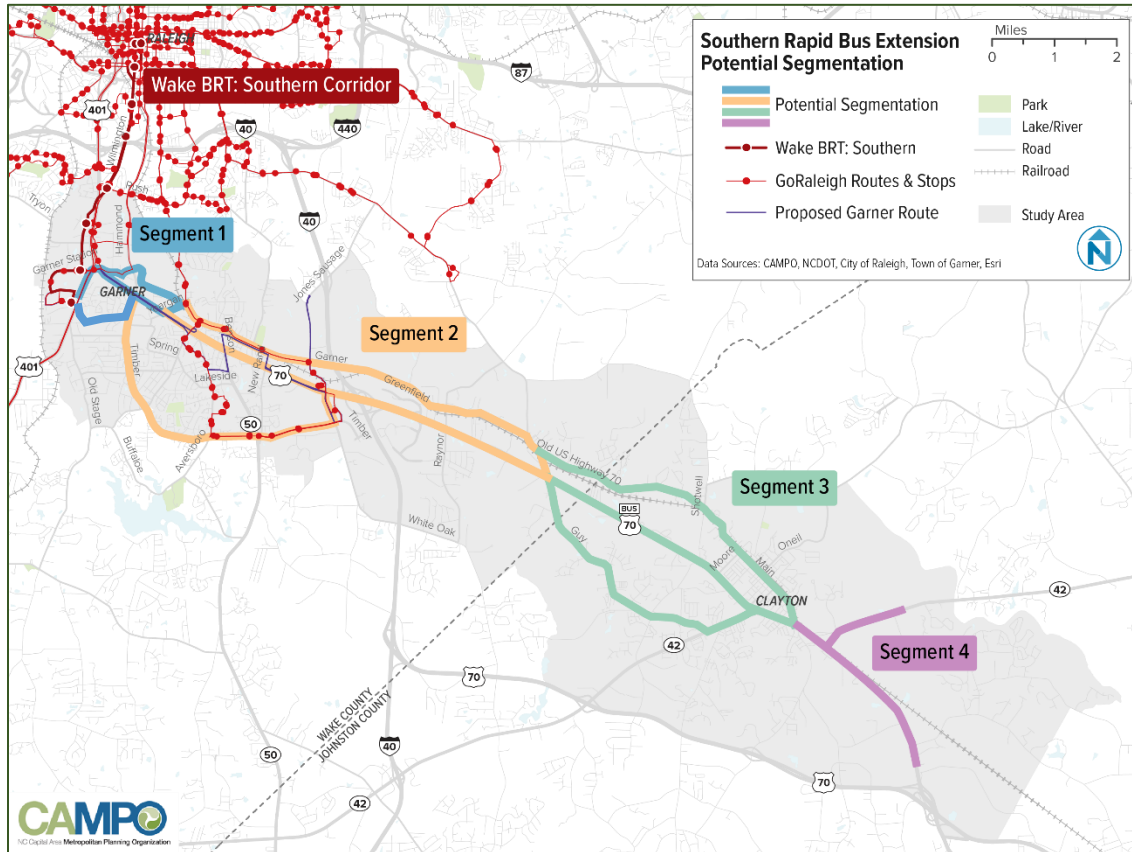 RALEIGH
Wake BRT: Southern Corridor
401
87
40
440
Wilmington
Rush
Tryon
Hammond
Segment 1
Garner Station
Jones Sausage
GARNER
Southern Rapid Bus Extension
Potential Segmentation
Miles
0 1 2
Potential Segmentation
Wake BRT: Southern
GoRaleigh Routes & Stops
Proposed Garner Route
Park
Lake/River
Road
Railroad
Study Area
N
Data Sources: CAMPO, NCDOT, City of Raleigh, Town of Garner, Esri
Segment 2
Timber
Spring
Benson
New Rand
Garner
Lakeside
70
401
Old Stage
Greenfield
50
Timber
Buffaloe
Aversboro
Raynor
Old US Highway 70
Shotwell
Segment 3
BUS
70
White Oak
Guy
Moore
Main
Oneil
CLAYTON
42
42
Segment 4
70
WAKE COUNTY
JOHNSTON COUNTY
40
50
42
70
CAMPO
NC Capital Area Metropolitan Planning Organization